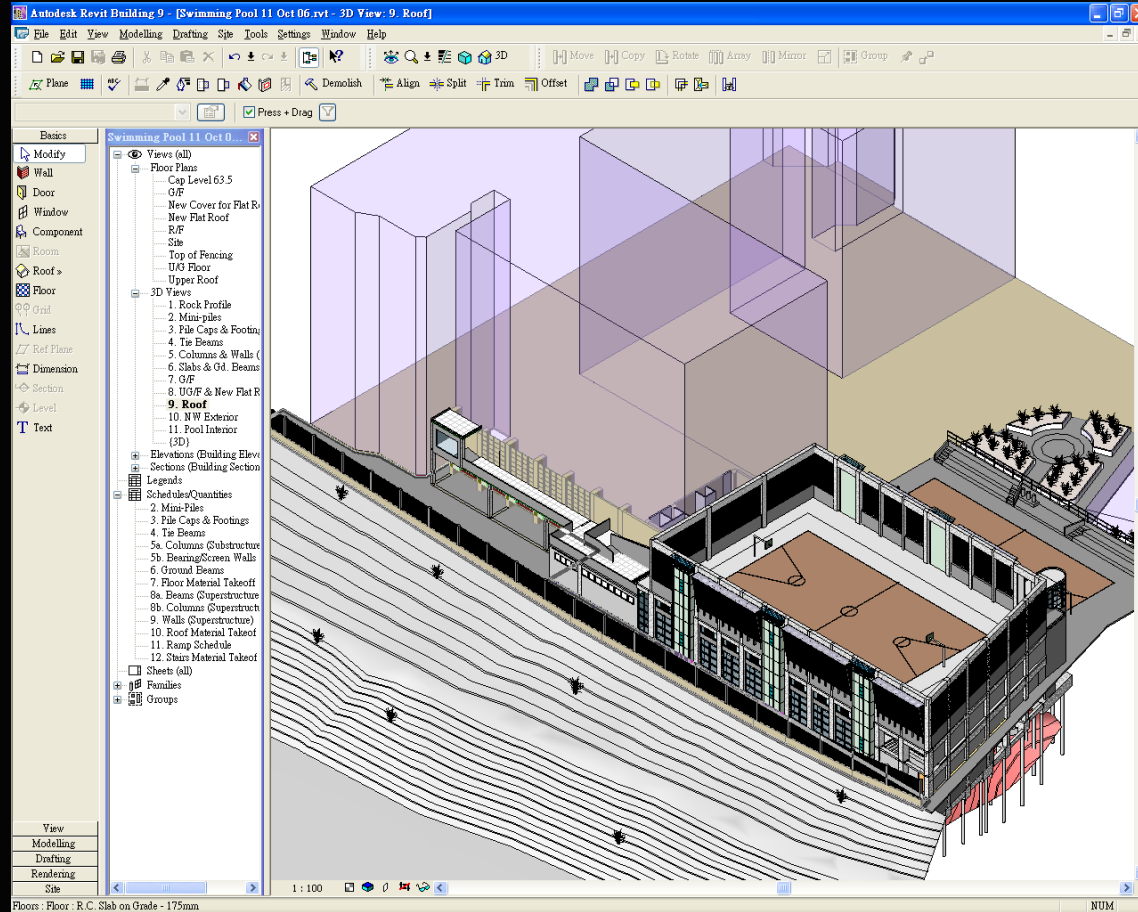 Autodesk Revit Building 9 - [Swimming Pool 11 Oct 06.rvt - 3D View: 9. Roof]
File Edit View Modelling Drafting Site Tools Settings Window Help
3D Move Copy Rotate Array Mirror Group
Plane Demolish Align Split Trim Offset
Press + Drag
Basics
Modify
Wall
Door
Window
Component
Room
Roof »
Floor
Grid
Lines
Ref Plane
Dimension
Section
Level
Text
View
Modelling
Drafting
Rendering
Site
Swimming Pool 11 Oct 0...
Views (all)
Floor Plans
Cap Level 63.5
G/F
New Cover for Flat R
New Flat Roof
R/F
Site
Top of Fencing
U/G Floor
Upper Roof
3D Views
1. Rock Profile
2. Mini-piles
3. Pile Caps & Footing
4. Tie Beams
5. Columns & Walls (
6. Slabs & Gd. Beams
7. G/F
8. UG/F & New Flat R
9. Roof
10. NW Exterior
11. Pool Interior
{3D}
Elevations (Building Elev
Sections (Building Section
Legends
Schedules/Quantities
2. Mini-Piles
3. Pile Caps & Footings
4. Tie Beams
5a. Columns (Substructure
5b. Bearing/Screen Walls
6. Ground Beams
7. Floor Material Takeoff
8a. Beams (Superstructure
8b. Columns (Superstruct
9. Walls (Superstructure)
10. Roof Material Takeof
11. Ramp Schedule
12. Stairs Material Takeof
Sheets (all)
Families
Groups
1 : 100
Floors : Floor : R.C. Slab on Grade - 175mm
NUM